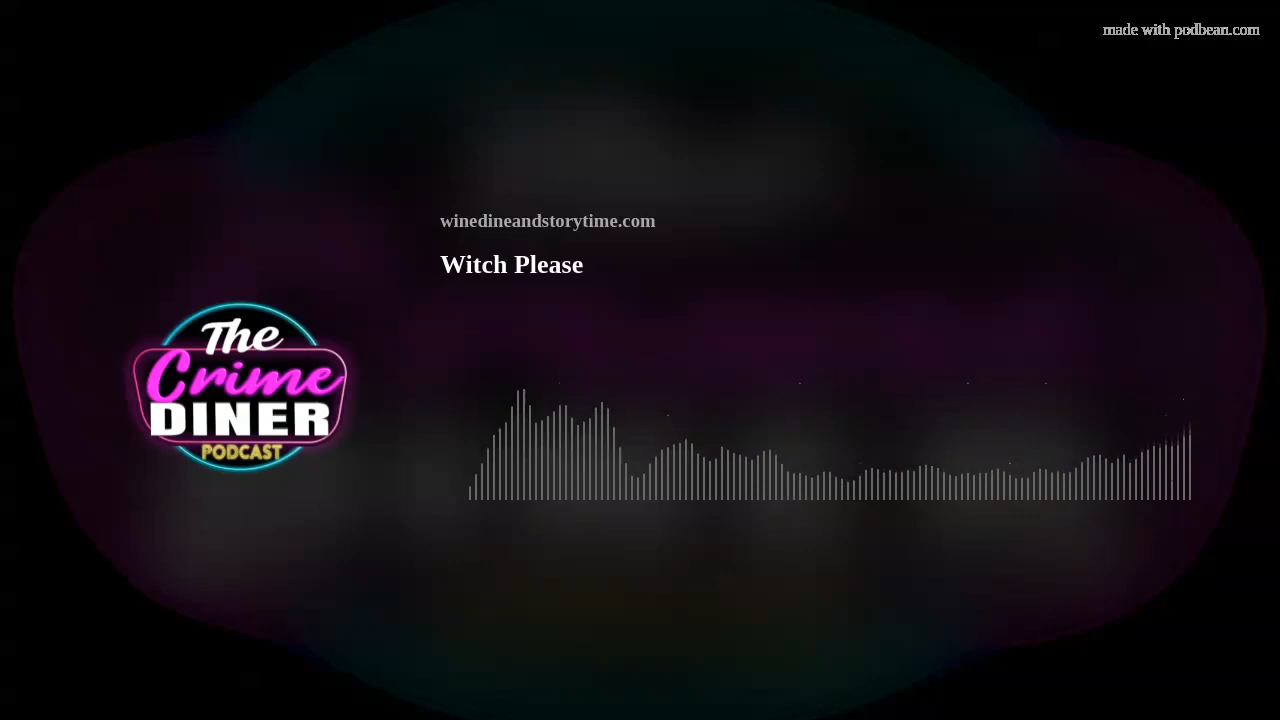 made with podbean.com
winedineandstorytime.com
Witch Please
The
Crime
DINER
PODCAST